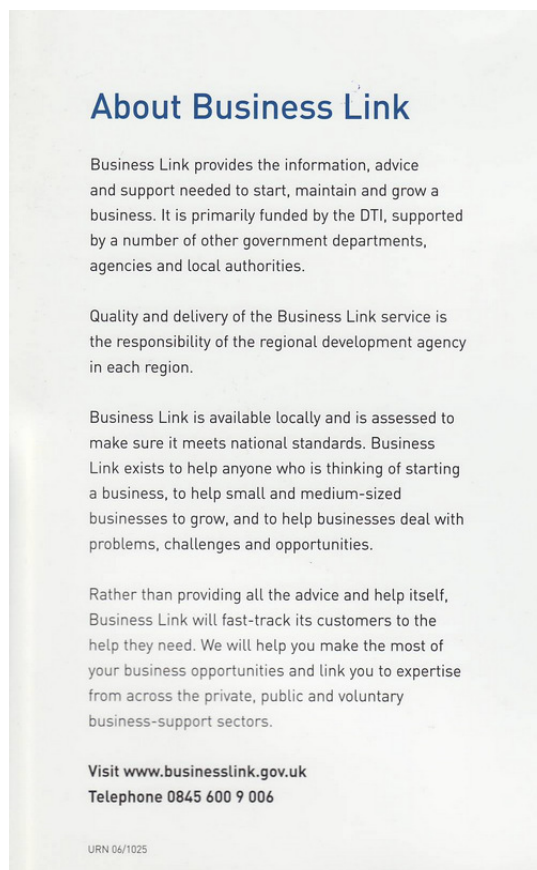 About Business Link
Business Link provides the information, advice
and support needed to start, maintain and grow a
business. It is primarily funded by the DTI, supported
by a number of other government departments,
agencies and local authorities.
Quality and delivery of the Business Link service is
the responsibility of the regional development agency
in each region.
Business Link is available locally and is assessed to
make sure it meets national standards. Business
Link exists to help anyone who is thinking of starting
a business, to help small and medium-sized
businesses to grow, and to help businesses deal with
problems, challenges and opportunities.
Rather than providing all the advice and help itself,
Business Link will fast-track its customers to the
help they need. We will help you make the most of
your business opportunities and link you to expertise
from across the private, public and voluntary
business-support sectors.
Visit www.businesslink.gov.uk
Telephone 0845 600 9 006
URN 06/1025